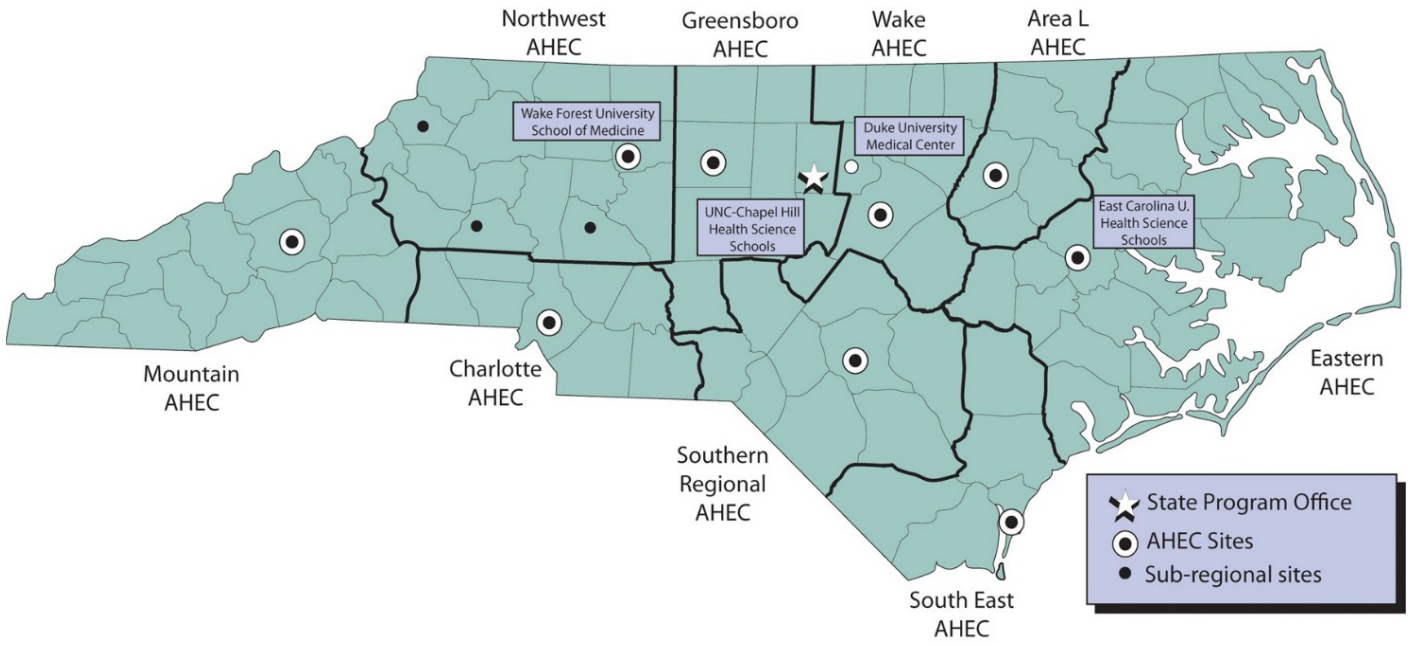 Northwest
AHEC
Greensboro
AHEC
Wake
AHEC
Area L
AHEC
Wake Forest University
School of Medicine
Duke University
Medical Center
UNC-Chapel Hill
Health Science
Schools
East Carolina U.
Health Science
Schools
Mountain
AHEC
Charlotte
AHEC
Eastern
AHEC
Southern
Regional
AHEC
South East
AHEC
State Program Office
AHEC Sites
Sub-regional sites